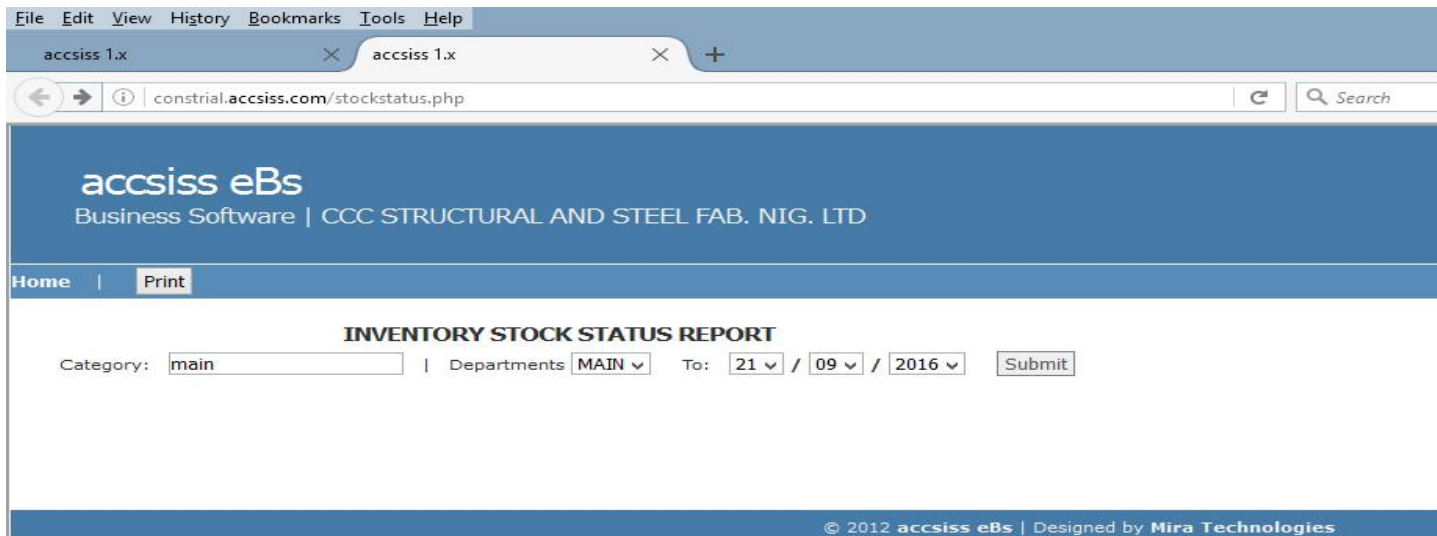 File Edit View History Bookmarks Tools Help
accsiss 1.x accsiss 1.x
constrial.accsiss.com/stockstatus.php Search
accsiss eBs
Business Software | CCC STRUCTURAL AND STEEL FAB. NIG. LTD
Home | Print
INVENTORY STOCK STATUS REPORT
Category: main | Departments MAIN To: 21 / 09 / 2016 Submit
© 2012 accsiss eBs | Designed by Mira Technologies